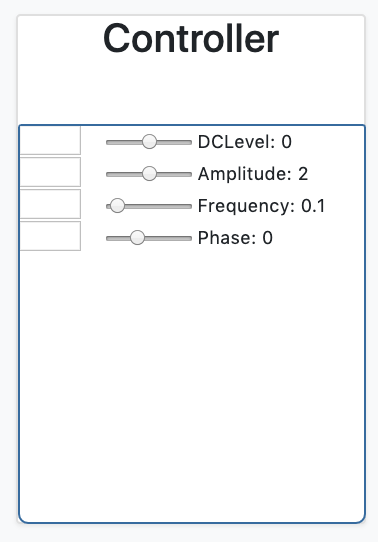 Controller
DCLevel: 0
Amplitude: 2
Frequency: 0.1
Phase: 0